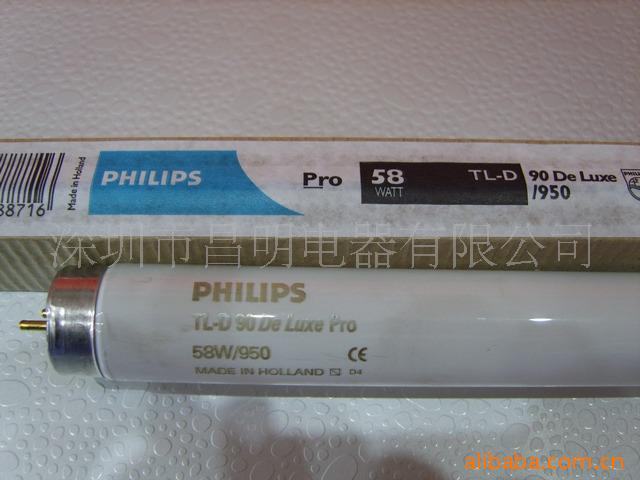 Made in Holland
88716
PHILIPS
Pro
58
WATT
TL-D
90 De Luxe
/950
深圳市昌明电器有限公司
PHILIPS
TL-D 90 De Luxe Pro
58W/950 CE
MADE IN HOLLAND D4
alibaba.com.cn